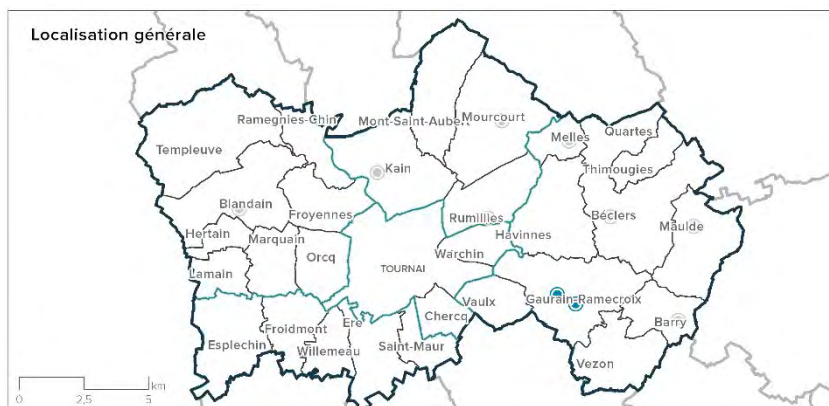 Localisation générale
Ramegnies-Chin
Mont-Saint-Aubert
Mourcourt
Melles
Quartes
Templeuve
Thimougies
Kain
Blandain
Froyennes
Rumillies
Béclers
Maulde
Hertain
Marquain
Havinnes
Orcq
Warchin
Lamain
TOURNAI
Vaulx
Gaurain-Ramecroix
Chercq
Barry
Froidmont
Ere
Esplechin
Willemeau
Saint-Maur
Vezon
0 2,5 5 km